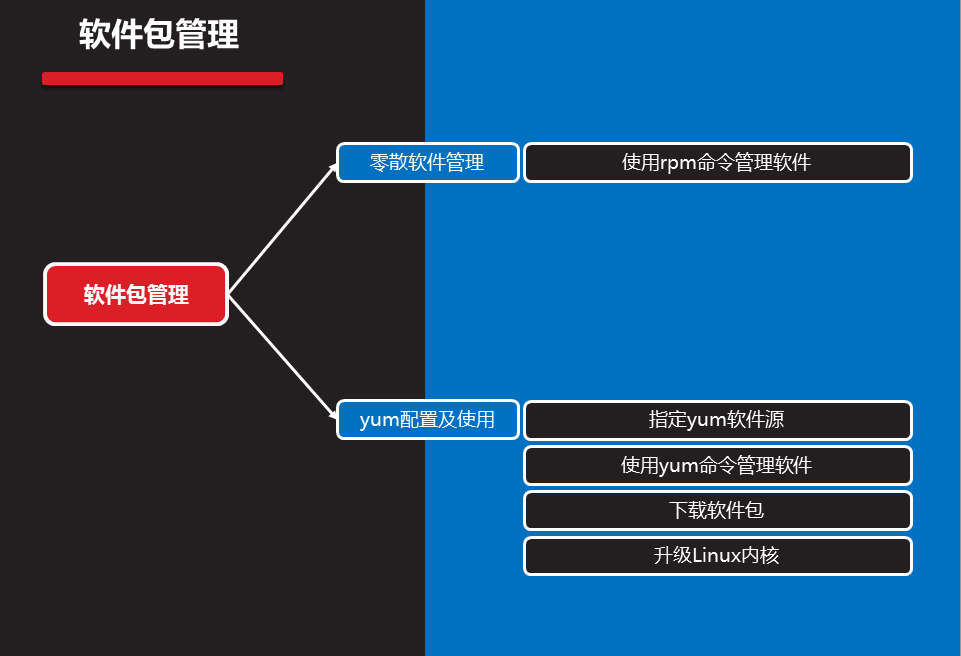 软件包管理
零散软件管理
使用rpm命令管理软件
软件包管理
yum配置及使用
指定yum软件源
使用yum命令管理软件
下载软件包
升级Linux内核